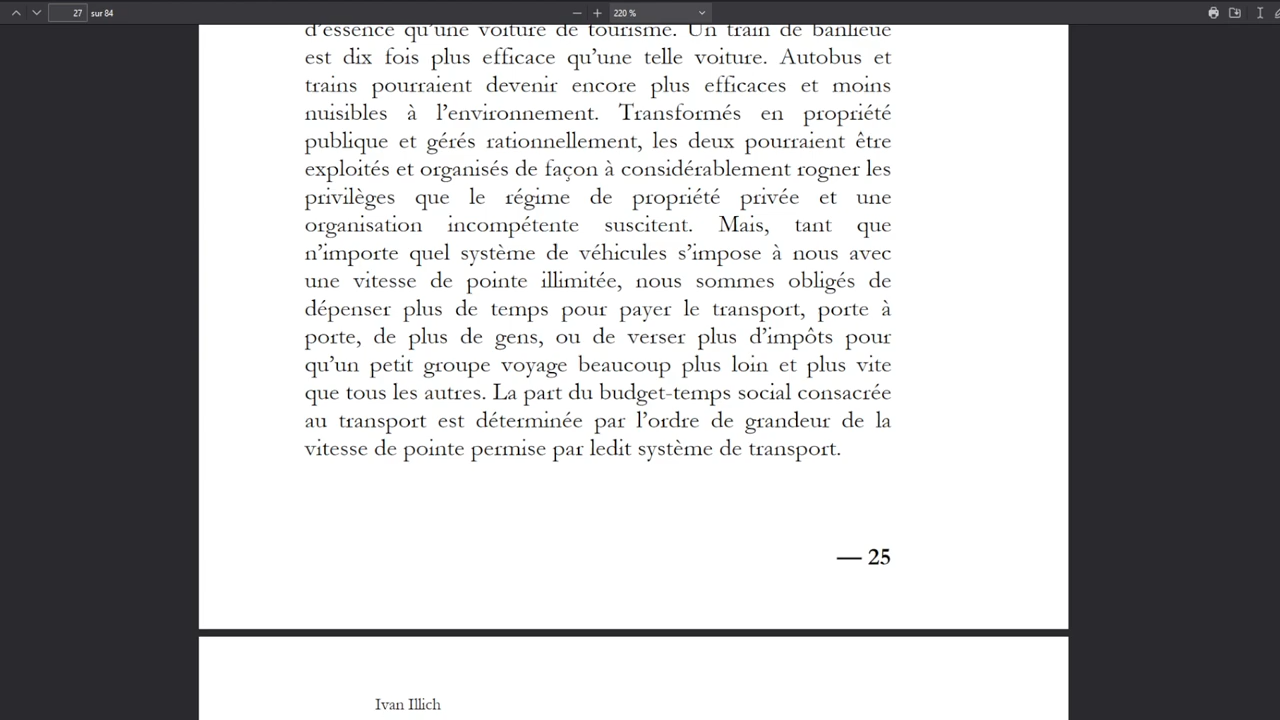 27 sur 84 220 %
d'essence qu'une voiture de tourisme. Un train de banlieue
est dix fois plus efficace qu'une telle voiture. Autobus et
trains pourraient devenir encore plus efficaces et moins
nuisibles à l'environnement. Transformés en propriété
publique et gérés rationnellement, les deux pourraient être
exploités et organisés de façon à considérablement rogner les
privilèges que le régime de propriété privée et une
organisation incompétente suscitent. Mais, tant que
n'importe quel système de véhicules s'impose à nous avec
une vitesse de pointe illimitée, nous sommes obligés de
dépenser plus de temps pour payer le transport, porte à
porte, de plus de gens, ou de verser plus d'impôts pour
qu'un petit groupe voyage beaucoup plus loin et plus vite
que tous les autres. La part du budget-temps social consacrée
au transport est déterminée par l'ordre de grandeur de la
vitesse de pointe permise par ledit système de transport.
— 25
Ivan Illich